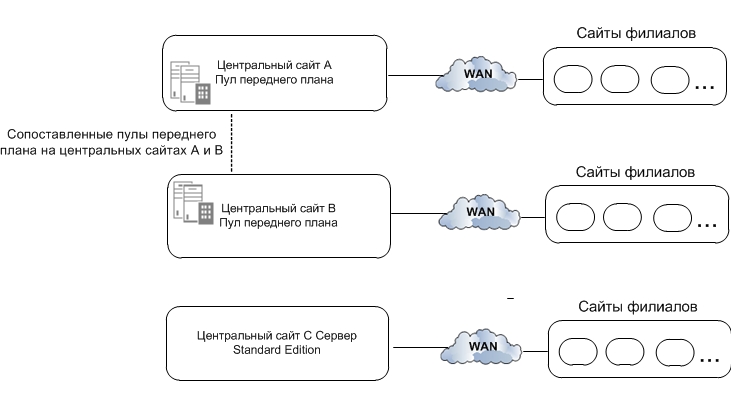 Сайты филиалов
Центральный сайт A
Пул переднего плана
WAN
...
Сопоставленные пулы переднего
плана на центральных сайтах A и B
Сайты филиалов
Центральный сайт B
Пул переднего плана
WAN
...
Сайты филиалов
Центральный сайт C Сервер
Standard Edition
WAN
...